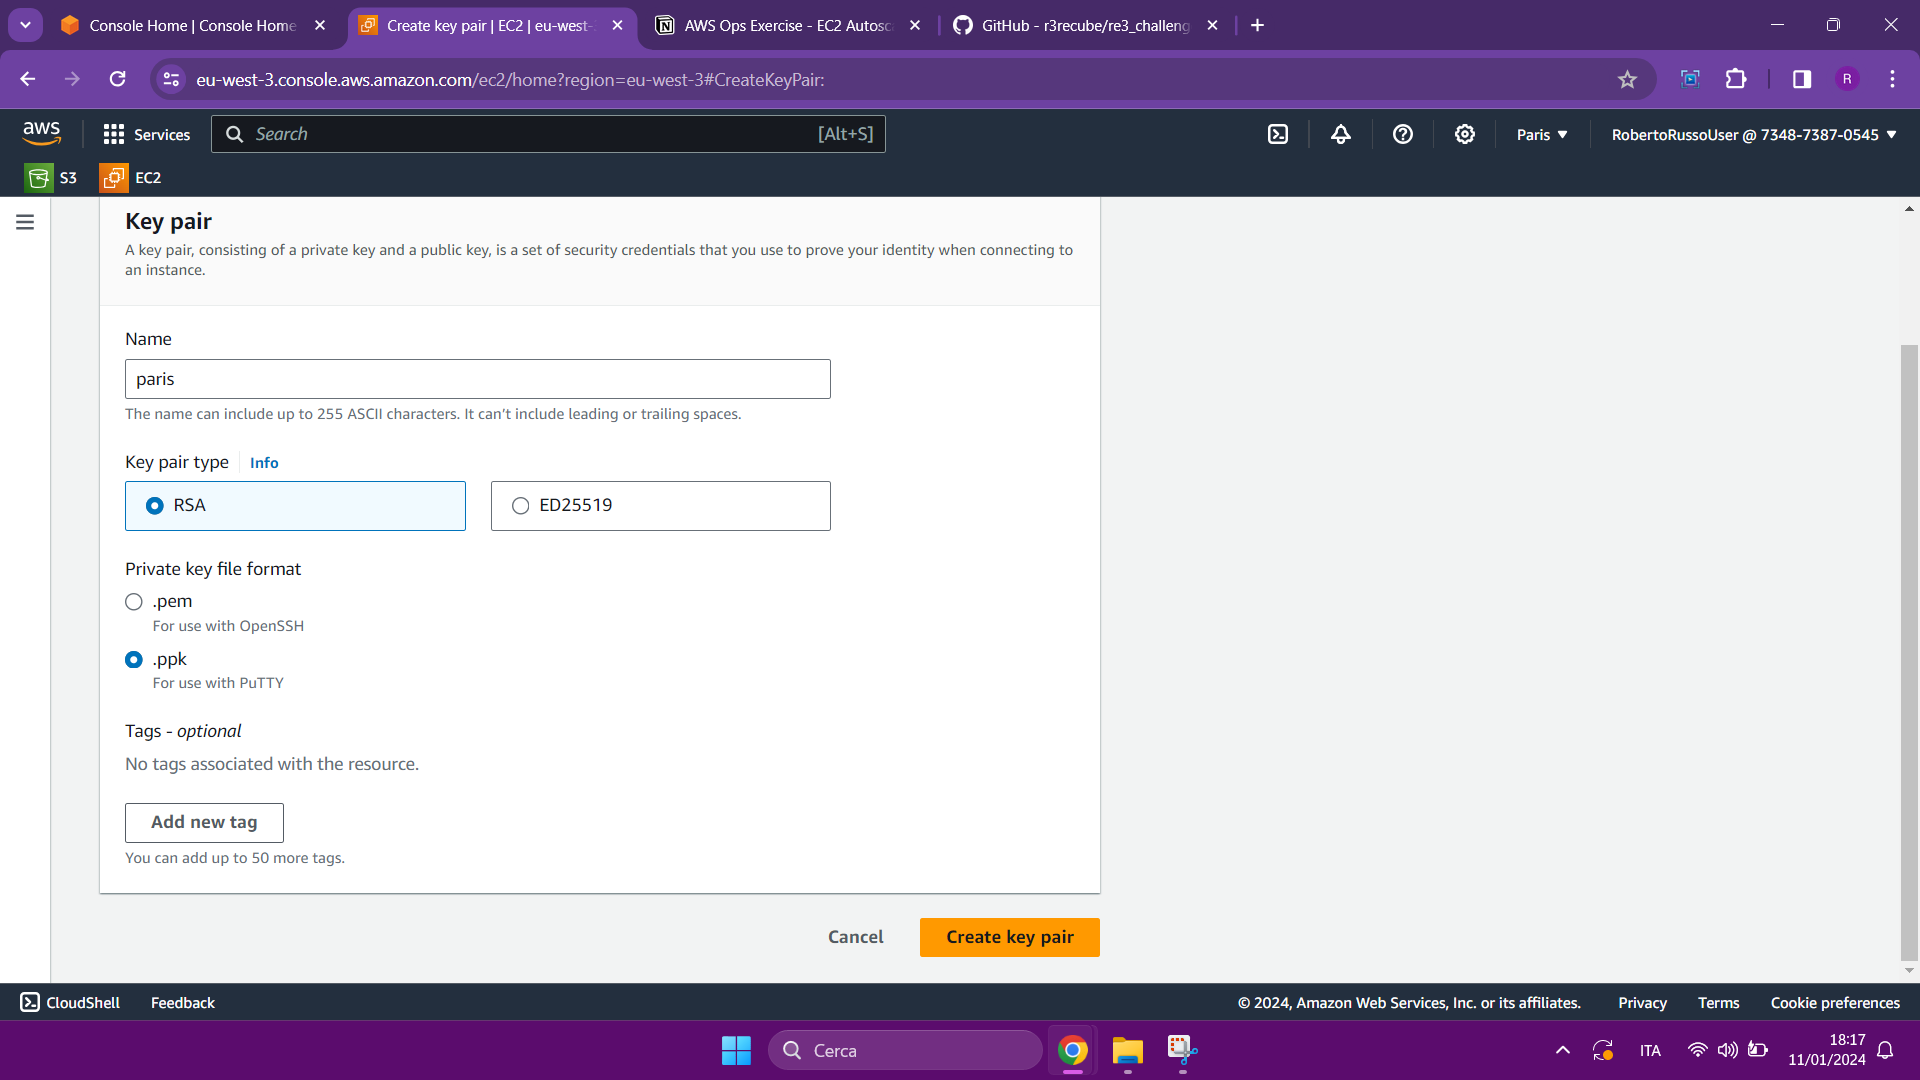 Console Home | Console Home
Create key pair | EC2 | eu-west-
AWS Ops Exercise - EC2 Autosc
GitHub - r3recube/re3_challeng
eu-west-3.console.aws.amazon.com/ec2/home?region=eu-west-3#CreateKeyPair:
R
aws
Services
Search
[Alt+S]
Paris
RobertoRussoUser @ 7348-7387-0545
S3
EC2
Key pair
A key pair, consisting of a private key and a public key, is a set of security credentials that you use to prove your identity when connecting to
an instance.
Name
paris
The name can include up to 255 ASCII characters. It can't include leading or trailing spaces.
Key pair type
Info
RSA
ED25519
Private key file format
.pem
For use with OpenSSH
.ppk
For use with PuTTY
Tags - optional
No tags associated with the resource.
Add new tag
You can add up to 50 more tags.
Cancel
Create key pair
CloudShell
Feedback
© 2024, Amazon Web Services, Inc. or its affiliates.
Privacy
Terms
Cookie preferences
Cerca
ITA
18:17
11/01/2024